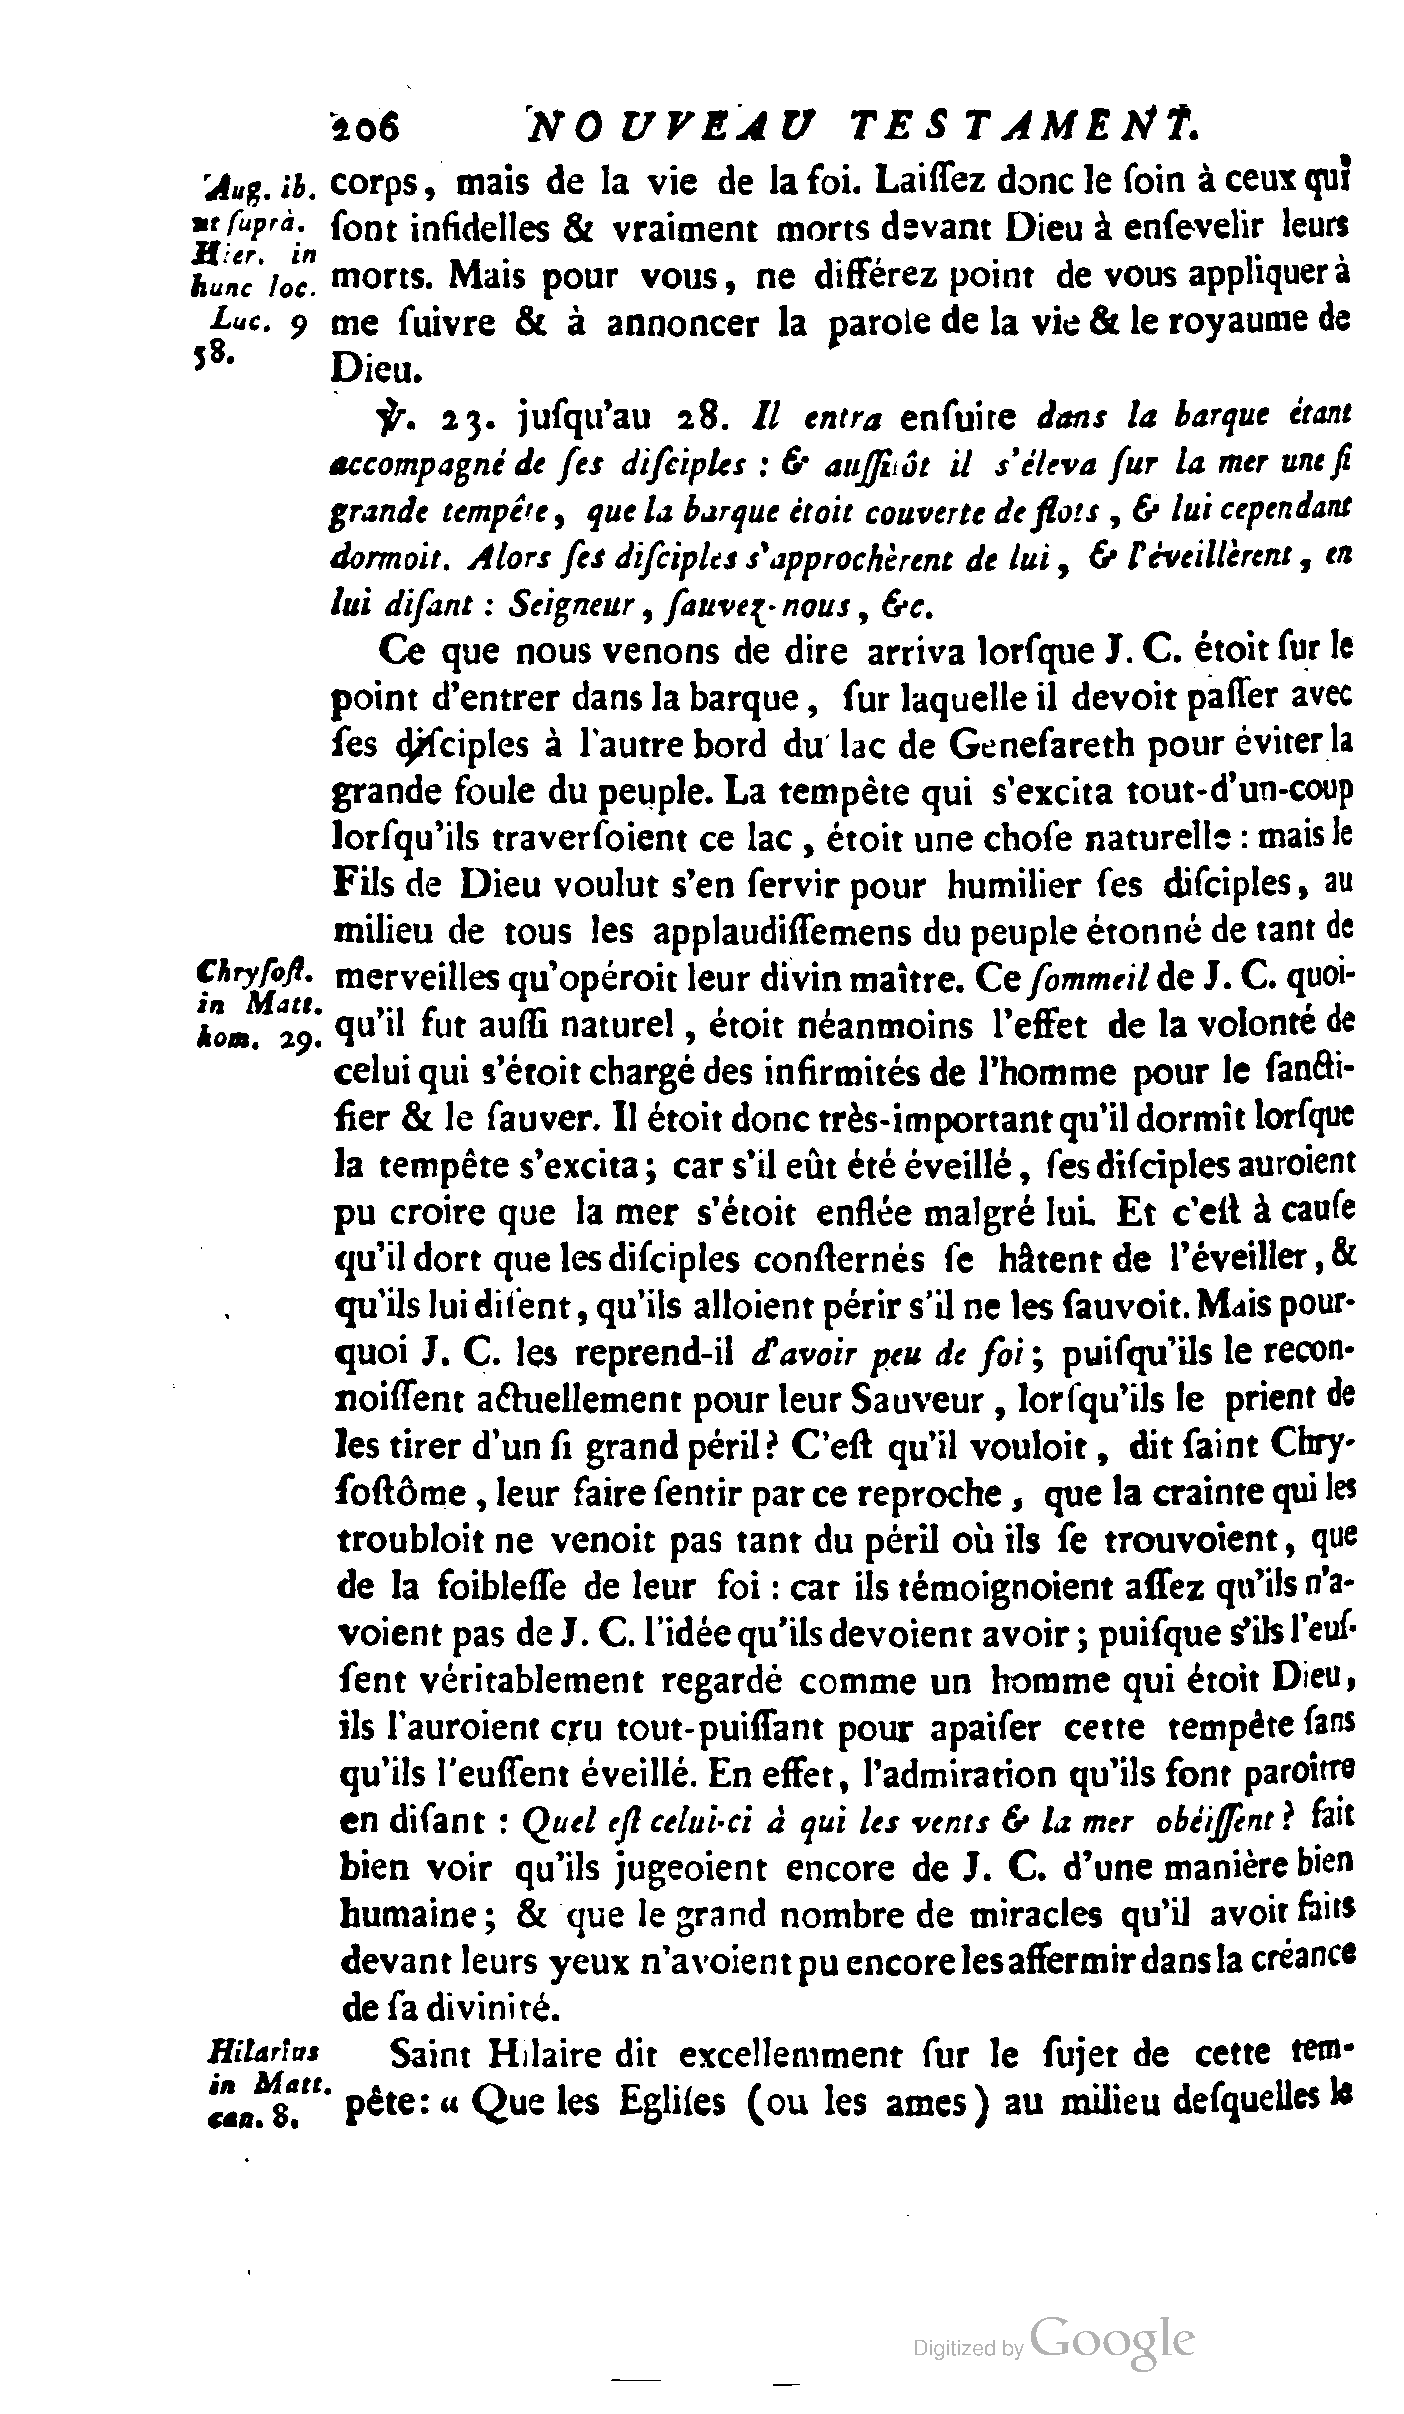 206 NOUVEAU TESTAMENT.
Aug. ib.
ut ſuprà.
Hier. in
hunc loc.
Luc. 9
58.
corps, mais de la vie de la foi. Laiſſez donc le ſoin à ceux qui
ſont infidelles & vraiment morts devant Dieu à enſevelir leurs
morts. Mais pour vous, ne différez point de vous appliquer à
me ſuivre & à annoncer la parole de la vie & le royaume de
Dieu.
℣. 23. juſqu'au 28. Il entra enſuite dans la barque étant
accompagné de ſes diſciples : & auſſitôt il s'éleva ſur la mer une ſi
grande tempête, que la barque étoit couverte de flots, & lui cependant
dormoit. Alors ſes diſciples s'approchèrent de lui, & l'éveillèrent, en
lui diſant : Seigneur, ſauvez-nous, &c.
Ce que nous venons de dire arriva lorſque J. C. étoit ſur le
point d'entrer dans la barque, ſur laquelle il devoit paſſer avec
ſes diſciples à l'autre bord du lac de Geneſareth pour éviter la
grande foule du peuple. La tempête qui s'excita tout-d'un-coup
lorſqu'ils traverſoient ce lac, étoit une choſe naturelle : mais le
Fils de Dieu voulut s'en ſervir pour humilier ſes diſciples, au
milieu de tous les applaudiſſemens du peuple étonné de tant de
Chryſoſt.
in Matt.
hom. 29.
merveilles qu'opéroit leur divin maître. Ce ſommeil de J. C. quoi-
qu'il fut auſſi naturel, étoit néanmoins l'effet de la volonté de
celui qui s'étoit chargé des infirmités de l'homme pour le ſancti-
fier & le ſauver. Il étoit donc très-important qu'il dormît lorſque
la tempête s'excita; car s'il eût été éveillé, ſes diſciples auroient
pu croire que la mer s'étoit enflée malgré lui. Et c'eſt à cauſe
qu'il dort que les diſciples conſternés ſe hâtent de l'éveiller, &
qu'ils lui diſent, qu'ils alloient périr s'il ne les ſauvoit. Mais pour-
quoi J. C. les reprend-il d'avoir peu de foi; puiſqu'ils le recon-
noiſſent actuellement pour leur Sauveur, lorſqu'ils le prient de
les tirer d'un ſi grand péril? C'eſt qu'il vouloit, dit ſaint Chry-
ſoſtôme, leur faire ſentir par ce reproche, que la crainte qui les
troubloit ne venoit pas tant du péril où ils ſe trouvoient, que
de la foibleſſe de leur foi : car ils témoignoient aſſez qu'ils n'a-
voient pas de J. C. l'idée qu'ils devoient avoir; puiſque s'ils l'euſ-
ſent véritablement regardé comme un homme qui étoit Dieu,
ils l'auroient cru tout-puiſſant pour apaiſer cette tempête ſans
qu'ils l'euſſent éveillé. En effet, l'admiration qu'ils font paroitre
en diſant : Quel eſt celui-ci à qui les vents & la mer obéiſſent? fait
bien voir qu'ils jugeoient encore de J. C. d'une manière bien
humaine; & que le grand nombre de miracles qu'il avoit faits
devant leurs yeux n'avoient pu encore les affermir dans la créance
de ſa divinité.
Hilarius
in Matt.
can. 8.
Saint Hilaire dit excellemment ſur le ſujet de cette tem-
pête: « Que les Egliſes (ou les ames) au milieu deſquelles le
Digitized by Google